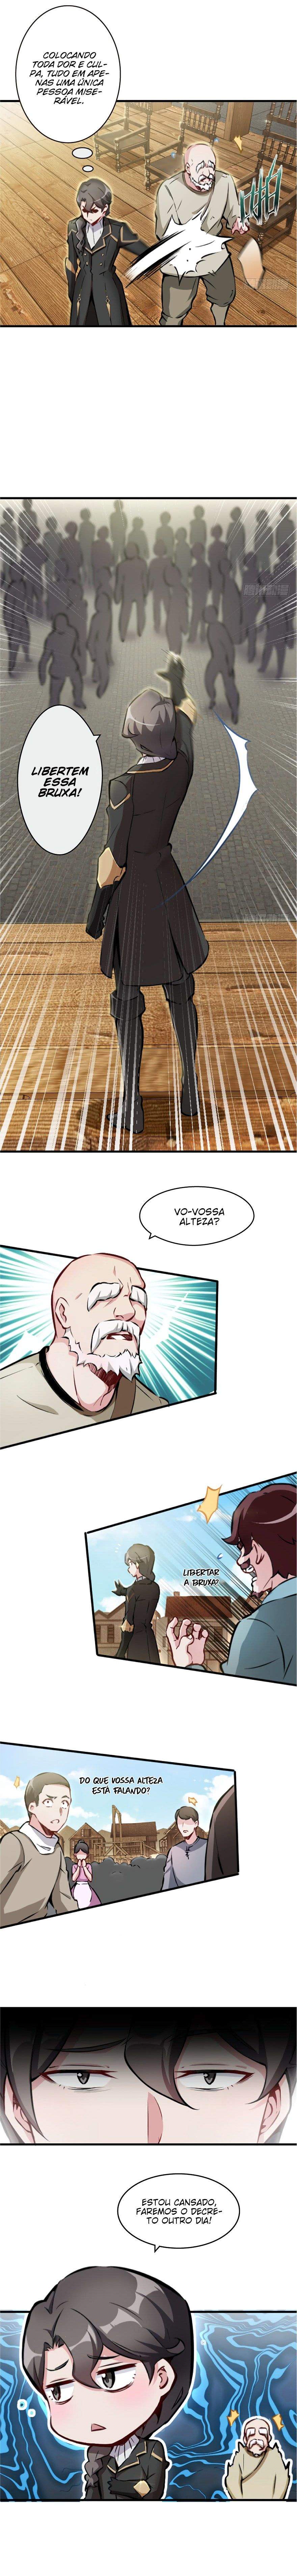 COLOCANDO
TODA DOR E CUL-
PA, TUDO EM APE-
NAS UMA ÚNICA
PESSOA MISE-
RÁVEL.
LIBERTEM
ESSA
BRUXA!
VO-VOSSA
ALTEZA?
LIBERTAR
A BRUXA?
DO QUE VOSSA ALTEZA
ESTÁ FALANDO?
ESTOU CANSADO,
FAREMOS O DECRE-
TO OUTRO DIA!